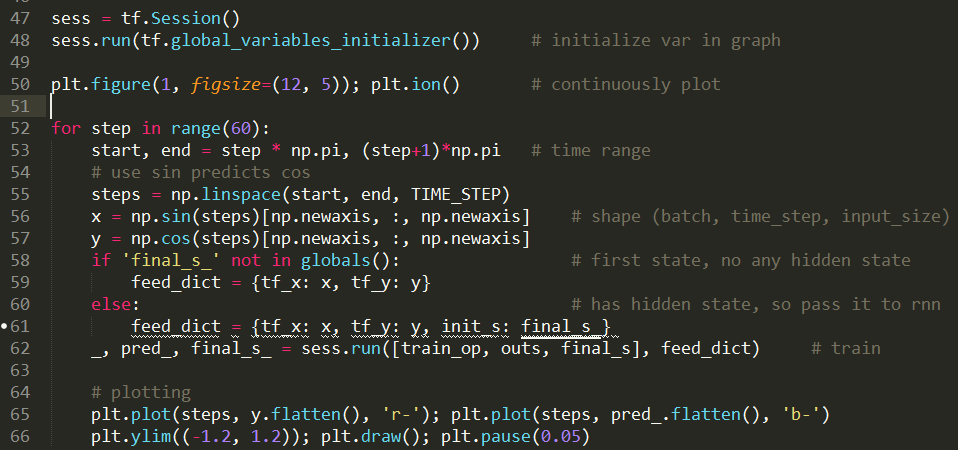 47 sess = tf.Session()
48 sess.run(tf.global_variables_initializer())     # initialize var in graph
49
50 plt.figure(1, figsize=(12, 5)); plt.ion()       # continuously plot
51
52 for step in range(60):
53     start, end = step * np.pi, (step+1)*np.pi   # time range
54     # use sin predicts cos
55     steps = np.linspace(start, end, TIME_STEP)
56     x = np.sin(steps)[np.newaxis, :, np.newaxis]    # shape (batch, time_step, input_size)
57     y = np.cos(steps)[np.newaxis, :, np.newaxis]
58     if 'final_s_' not in globals():                 # first state, no any hidden state
59         feed_dict = {tf_x: x, tf_y: y}
60     else:                                           # has hidden state, so pass it to rnn
61         feed_dict = {tf_x: x, tf_y: y, init_s: final_s_}
62     _, pred_, final_s_ = sess.run([train_op, outs, final_s], feed_dict)     # train
63
64     # plotting
65     plt.plot(steps, y.flatten(), 'r-'); plt.plot(steps, pred_.flatten(), 'b-')
66     plt.ylim((-1.2, 1.2)); plt.draw(); plt.pause(0.05)